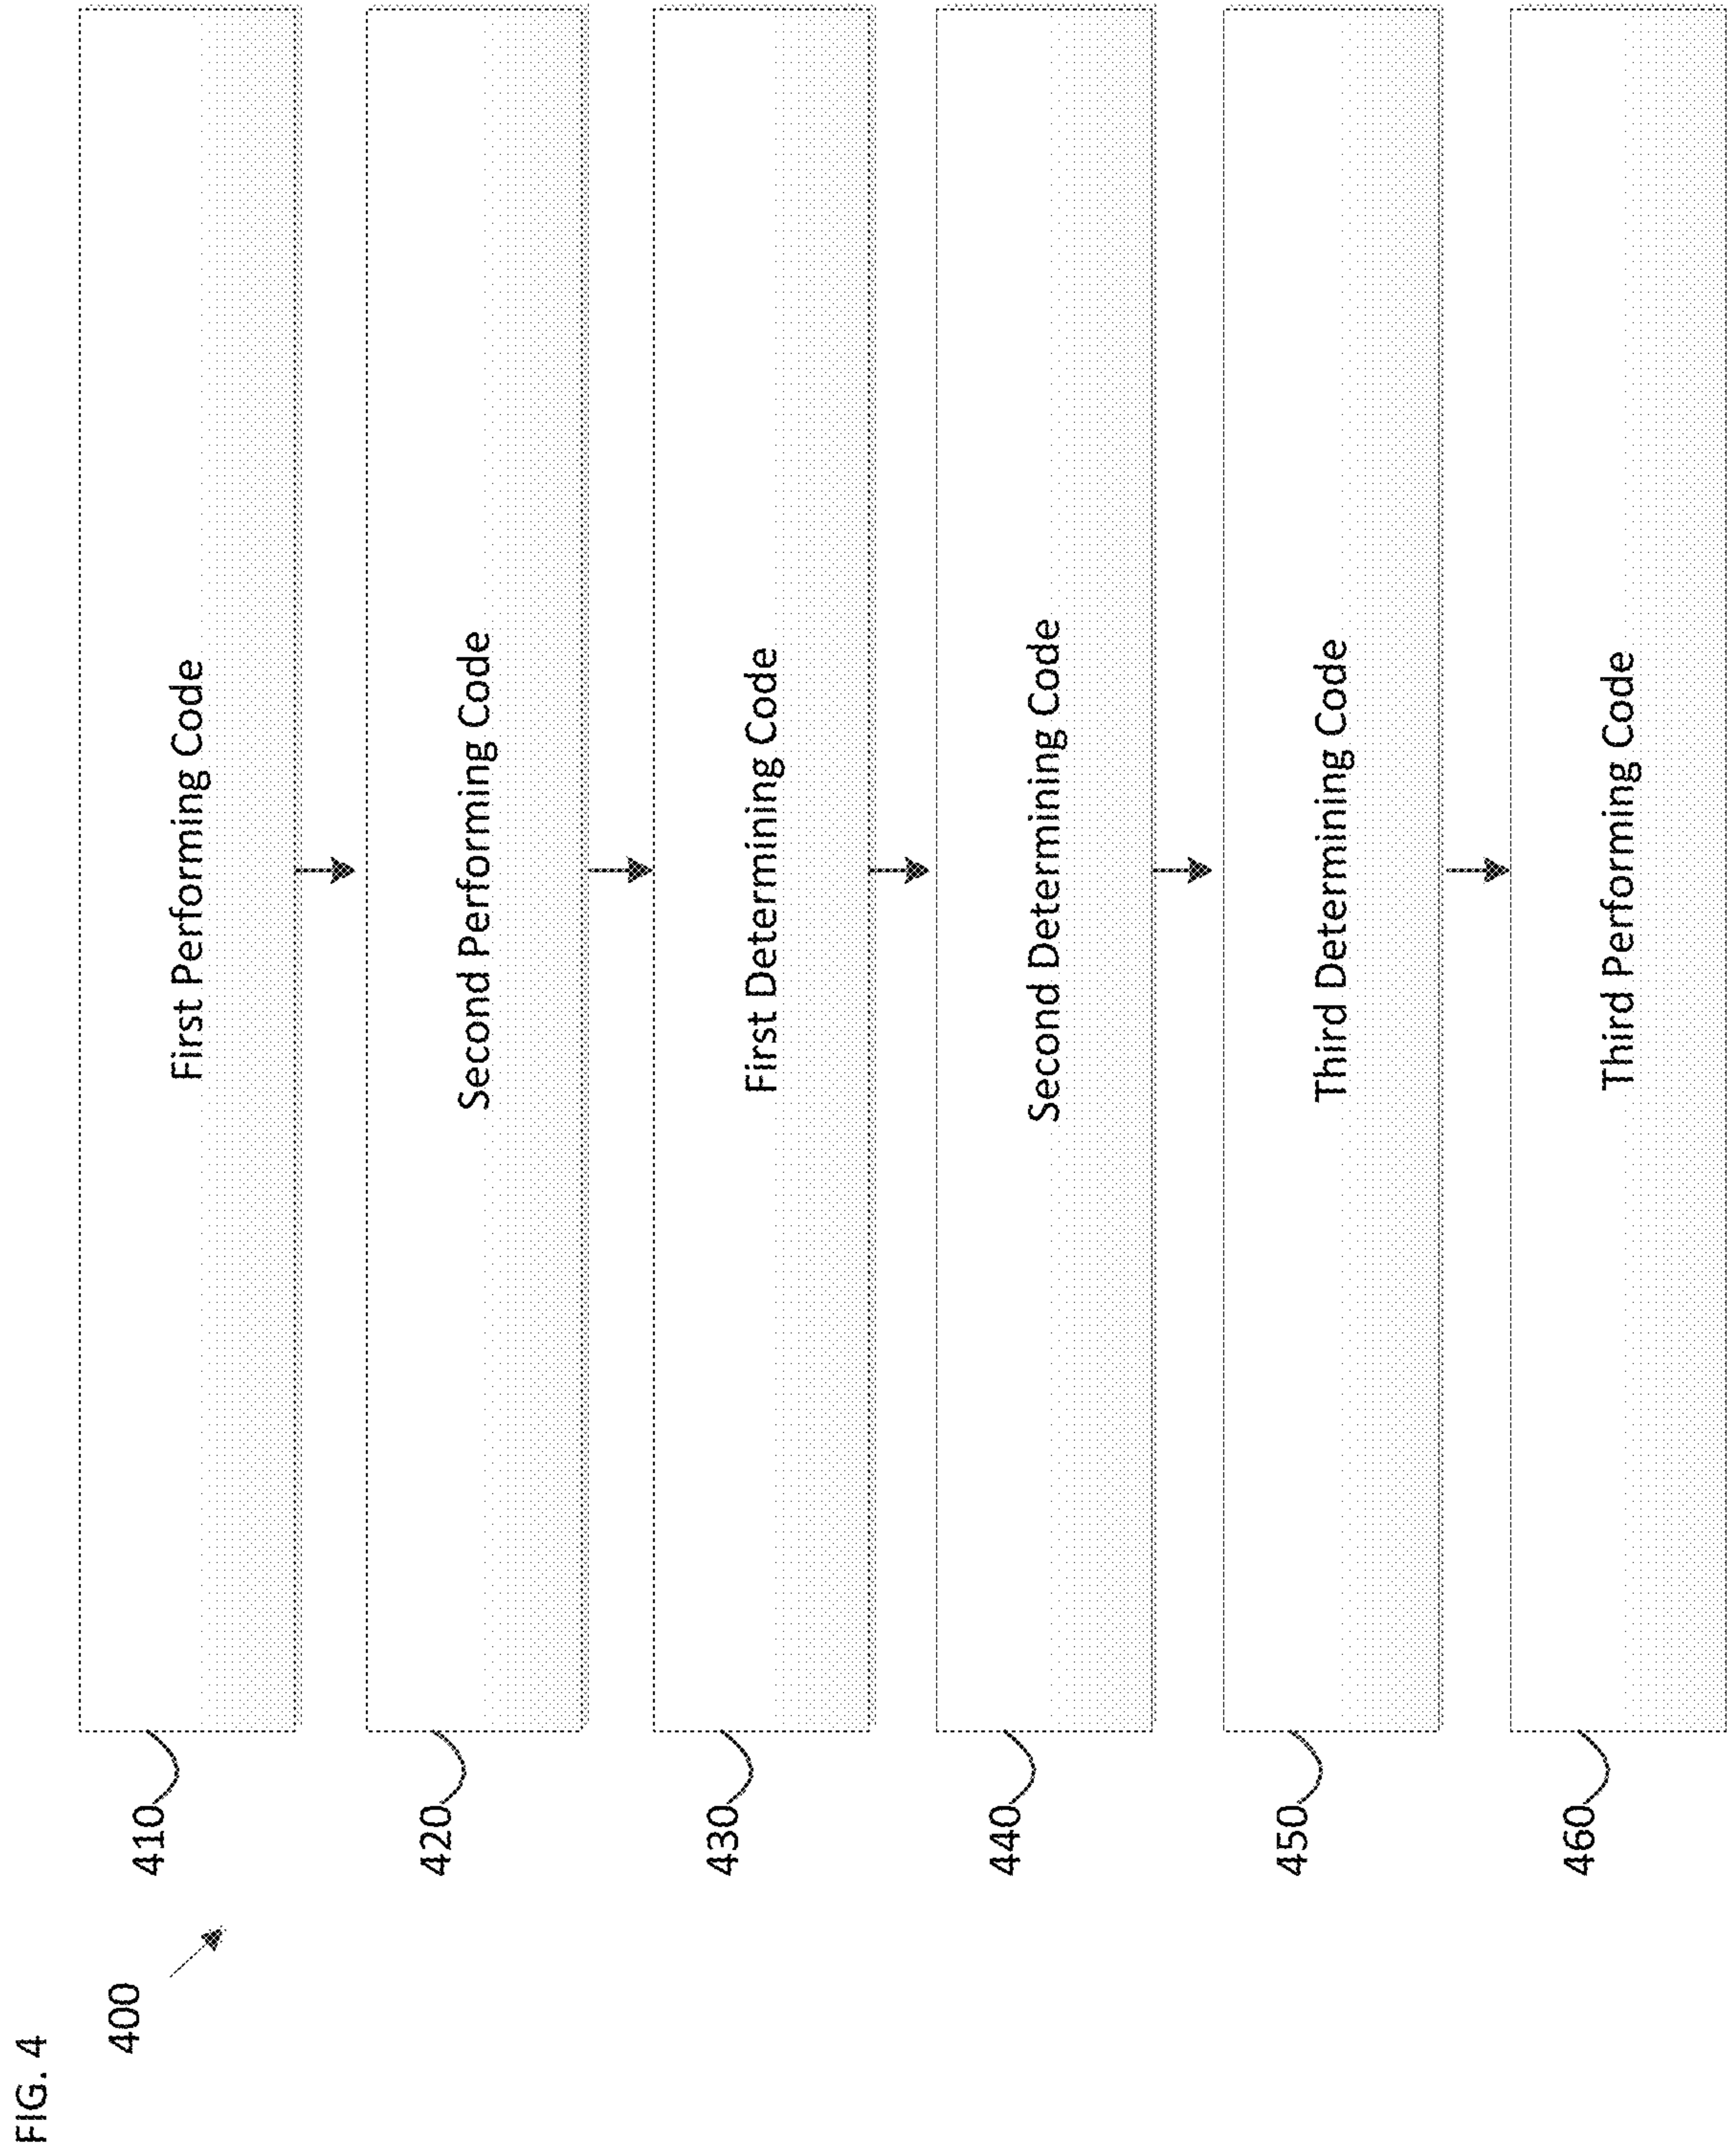 FIG. 4
400
410
First Performing Code
420
Second Performing Code
430
First Determining Code
440
Second Determining Code
450
Third Determining Code
460
Third Performing Code